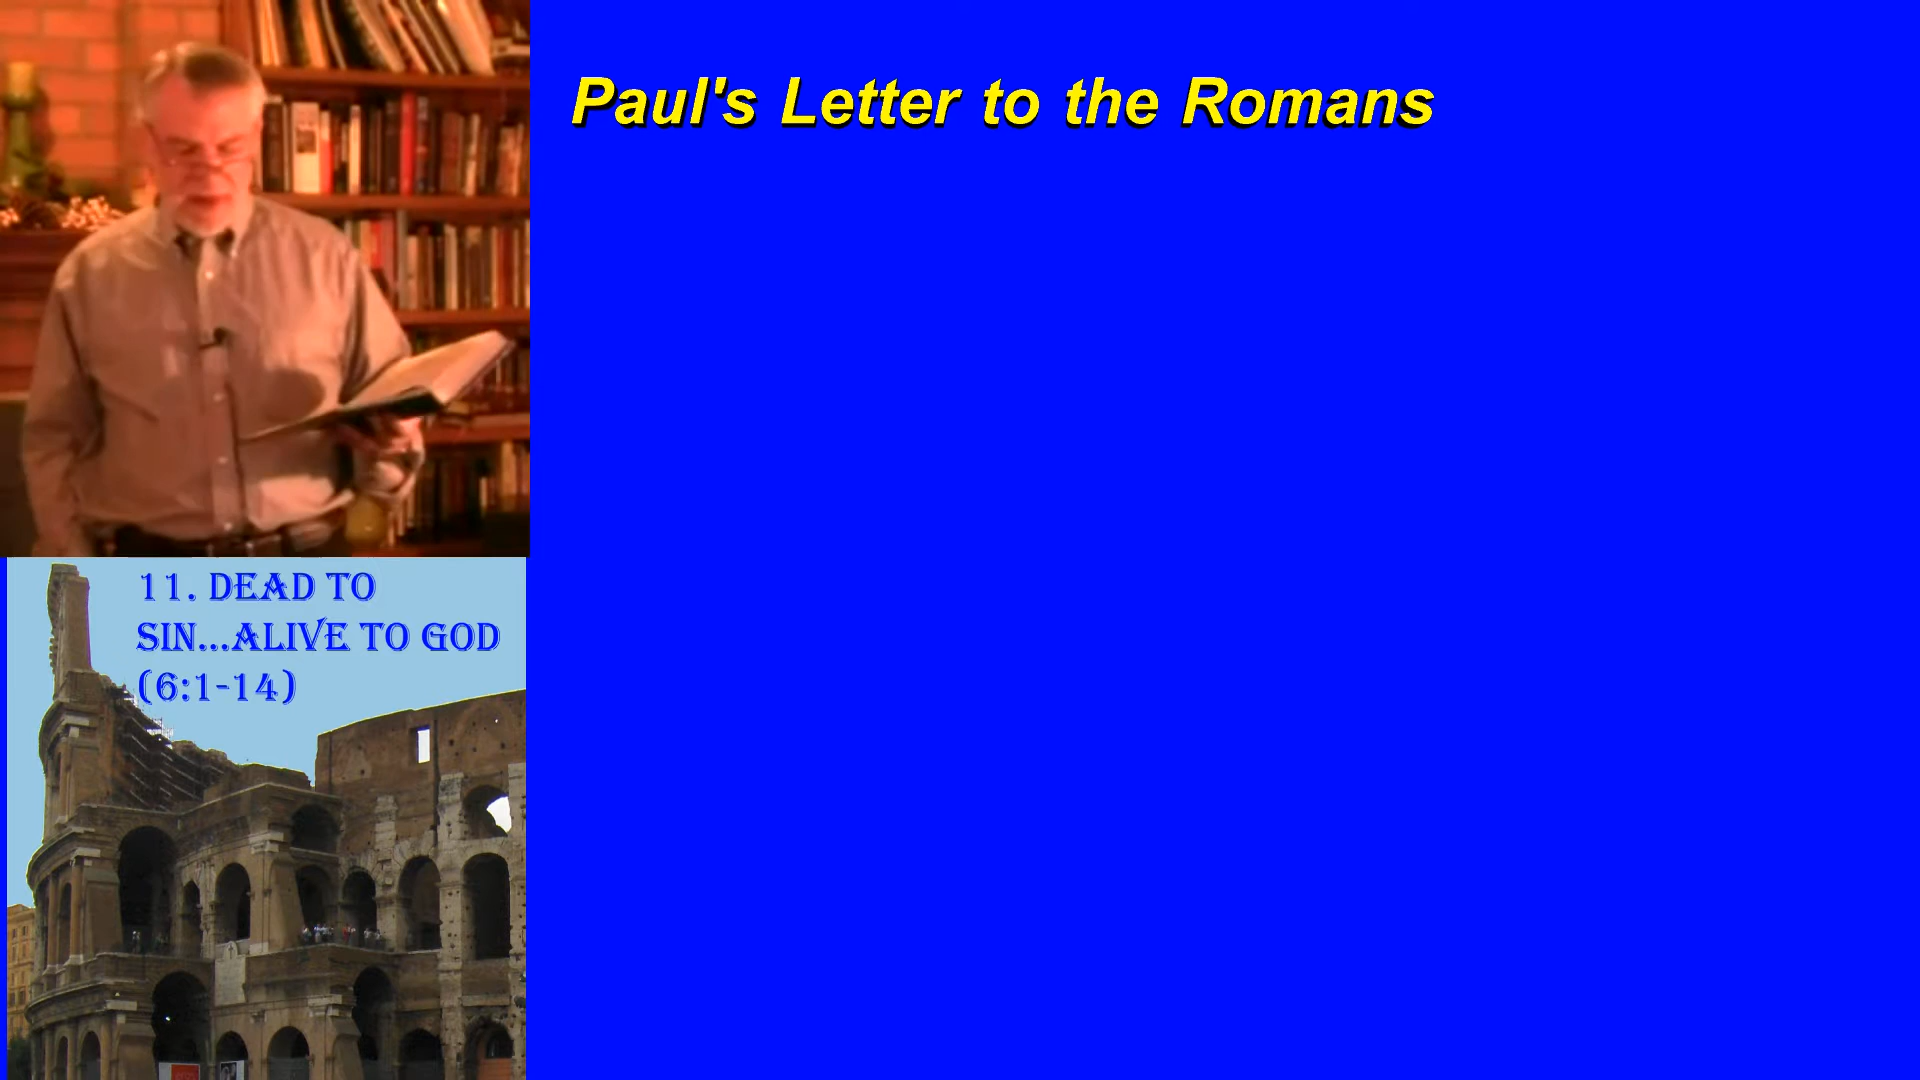 Paul's Letter to the Romans
11. DEAD TO
SIN...ALIVE TO GOD
(6:1-14)